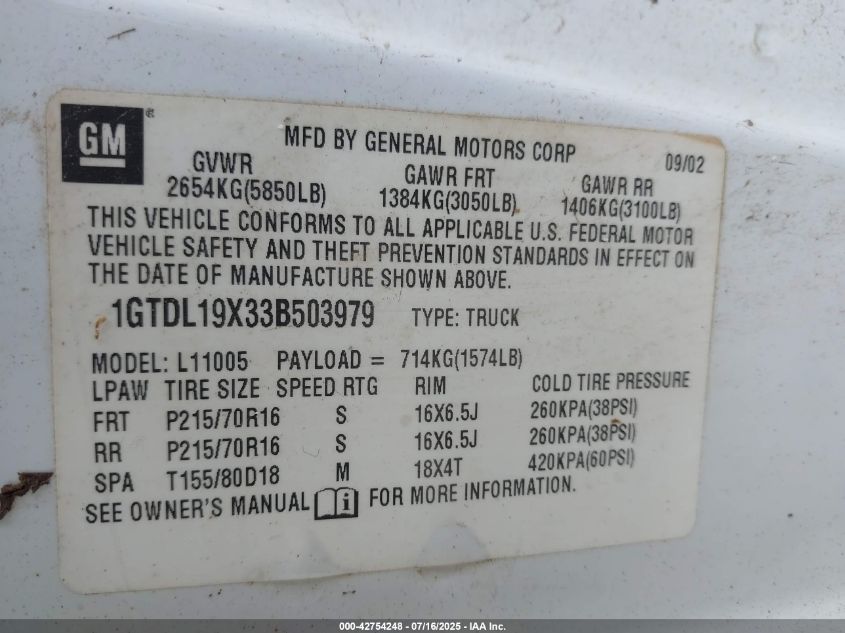 GM®
MFD BY GENERAL MOTORS CORP 09/02
GVWR GAWR FRT GAWR RR
2654KG(5850LB) 1384KG(3050LB) 1406KG(3100LB)
THIS VEHICLE CONFORMS TO ALL APPLICABLE U.S. FEDERAL MOTOR
VEHICLE SAFETY AND THEFT PREVENTION STANDARDS IN EFFECT ON
THE DATE OF MANUFACTURE SHOWN ABOVE.
1GTDL19X33B503979 TYPE: TRUCK
MODEL: L11005 PAYLOAD = 714KG(1574LB)
LPAW TIRE SIZE SPEED RTG RIM COLD TIRE PRESSURE
FRT P215/70R16 S 16X6.5J 260KPA(38PSI)
RR P215/70R16 S 16X6.5J 260KPA(38PSI)
SPA T155/80D18 M 18X4T 420KPA(60PSI)
SEE OWNER'S MANUAL i FOR MORE INFORMATION.
000-42754248 - 07/16/2025 - IAA Inc.